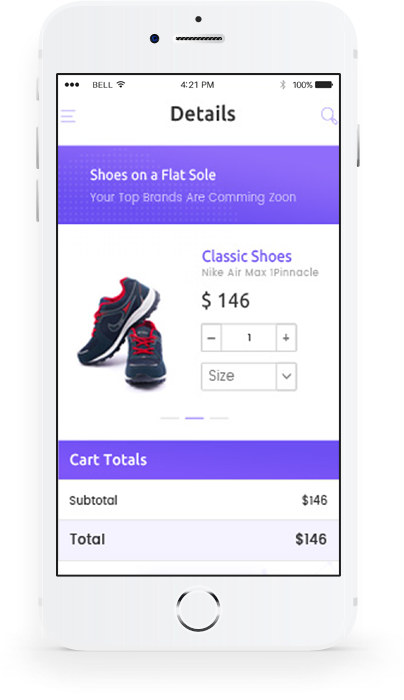 BELL 4:21 PM 100%
Details
Shoes on a Flat Sole
Your Top Brands Are Comming Zoon
Classic Shoes
Nike Air Max 1Pinnacle
$ 146
- 1 +
Size
Cart Totals
Subtotal $146
Total $146